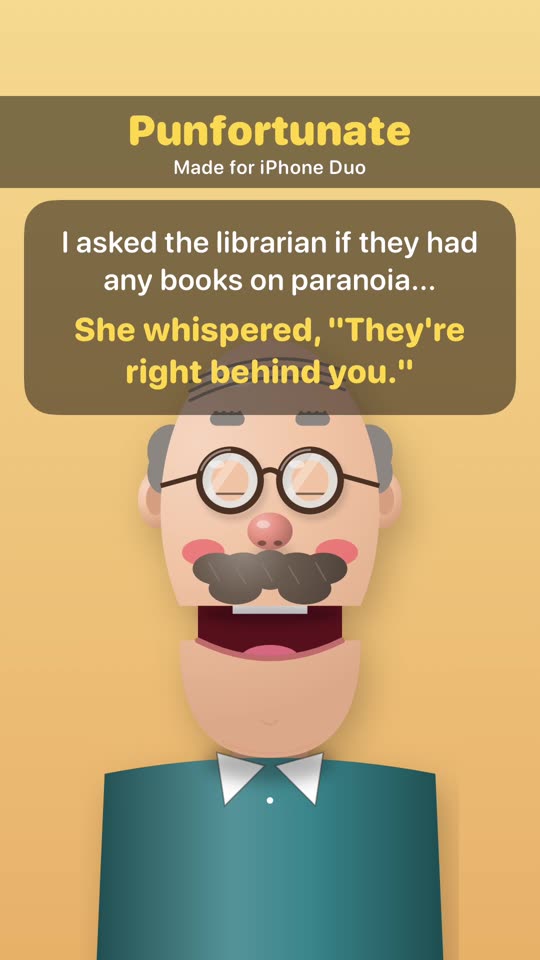 Punfortunate
Made for iPhone Duo
I asked the librarian if they had
any books on paranoia...
She whispered, "They're
right behind you."